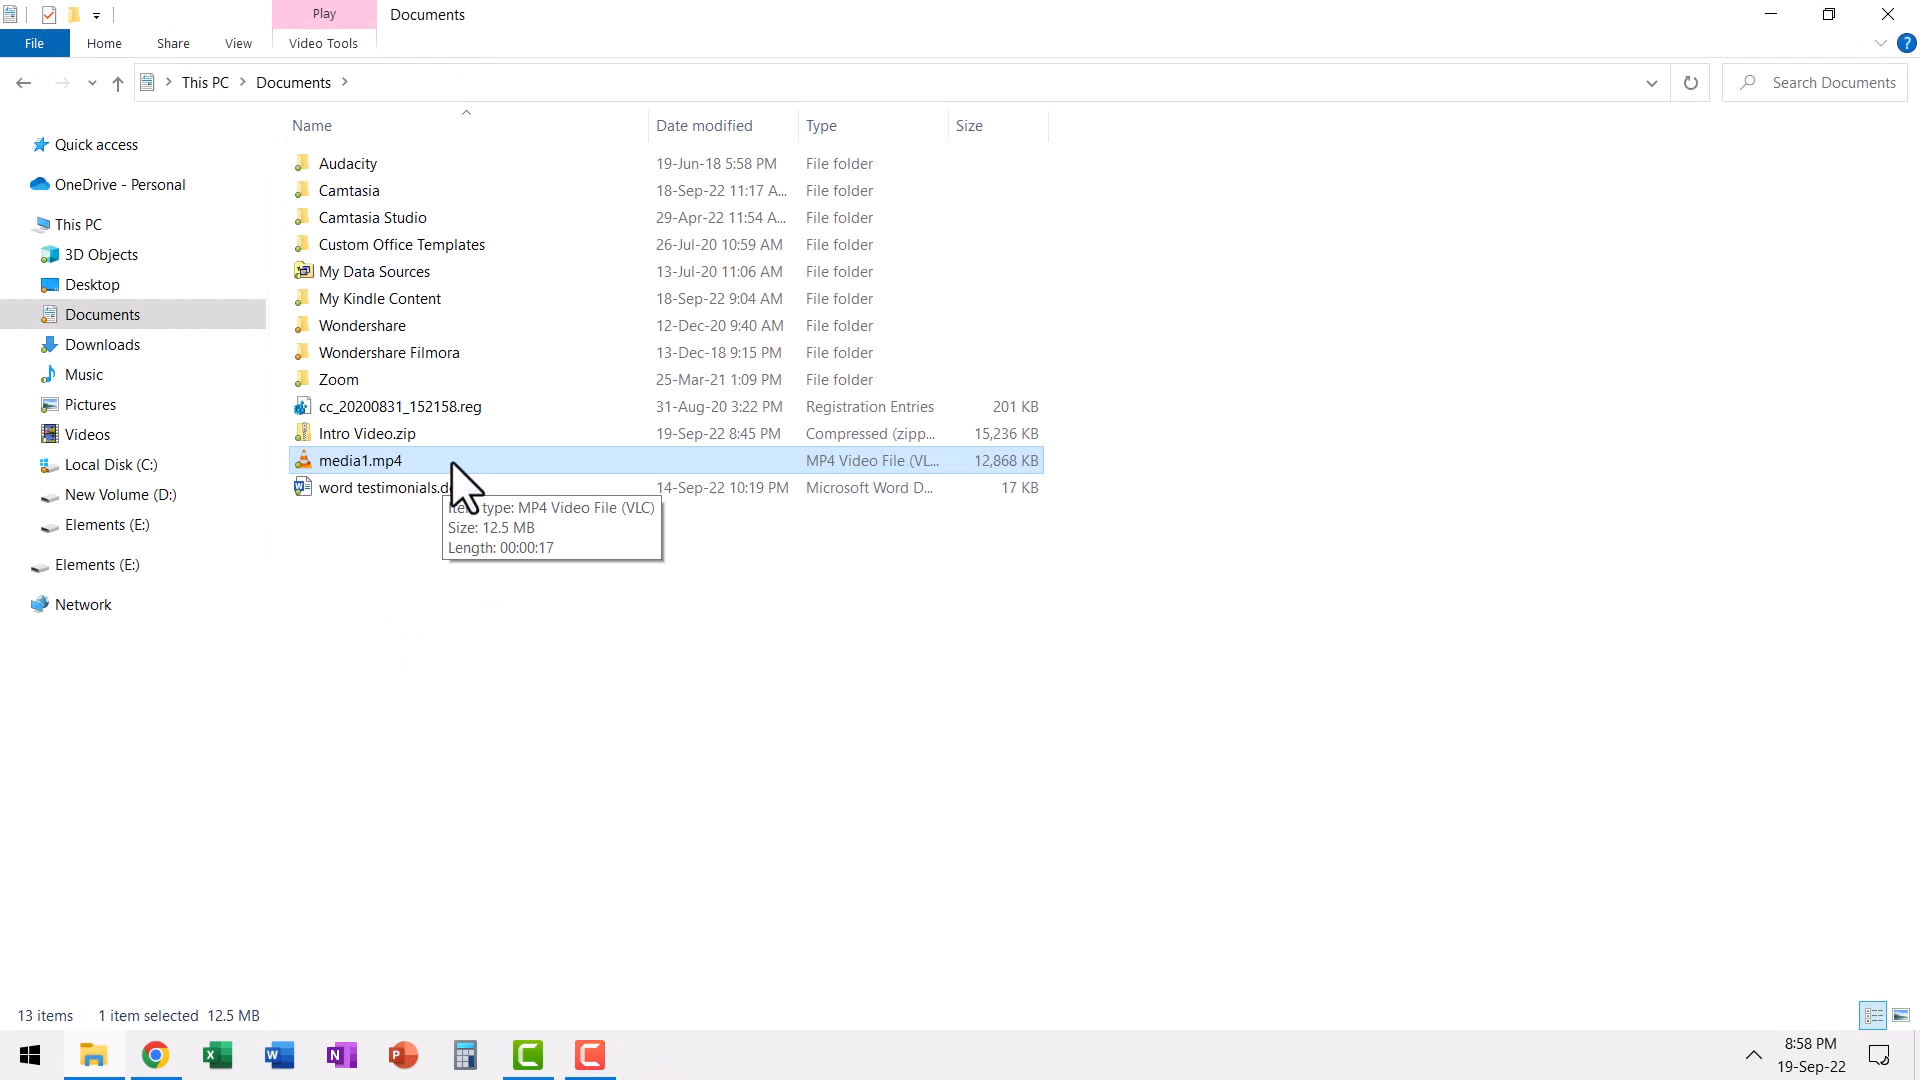 Play
Documents
File
Home
Share
View
Video Tools
?
This PC
Documents
Search Documents
Name
Date modified
Type
Size
Quick access
OneDrive - Personal
This PC
3D Objects
Desktop
Documents
Downloads
Music
Pictures
Videos
Local Disk (C:)
New Volume (D:)
Elements (E:)
Elements (E:)
Network
Audacity 19-Jun-18 5:58 PM File folder
Camtasia 18-Sep-22 11:17 A... File folder
Camtasia Studio 29-Apr-22 11:54 A... File folder
Custom Office Templates 26-Jul-20 10:59 AM File folder
My Data Sources 13-Jul-20 11:06 AM File folder
My Kindle Content 18-Sep-22 9:04 AM File folder
Wondershare 12-Dec-20 9:40 AM File folder
Wondershare Filmora 13-Dec-18 9:15 PM File folder
Zoom 25-Mar-21 1:09 PM File folder
cc_20200831_152158.reg 31-Aug-20 3:22 PM Registration Entries 201 KB
Intro Video.zip 19-Sep-22 8:45 PM Compressed (zipp... 15,236 KB
media1.mp4 MP4 Video File (VL... 12,868 KB
word 14-Sep-22 10:19 PM Microsoft Word D... 17 KB
type: MP4 Video File (VLC)
Size: 12.5 MB
Length: 00:00:17
13 items 1 item selected 12.5 MB
8:58 PM
19-Sep-22